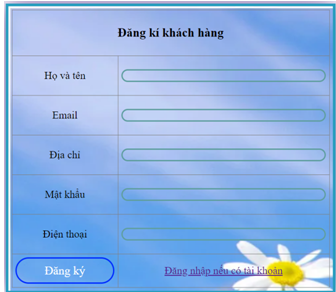 Đăng kí khách hàng
Họ và tên
Email
Địa chỉ
Mật khẩu
Điện thoại
Đăng ký Đăng nhập nếu có tài khoản